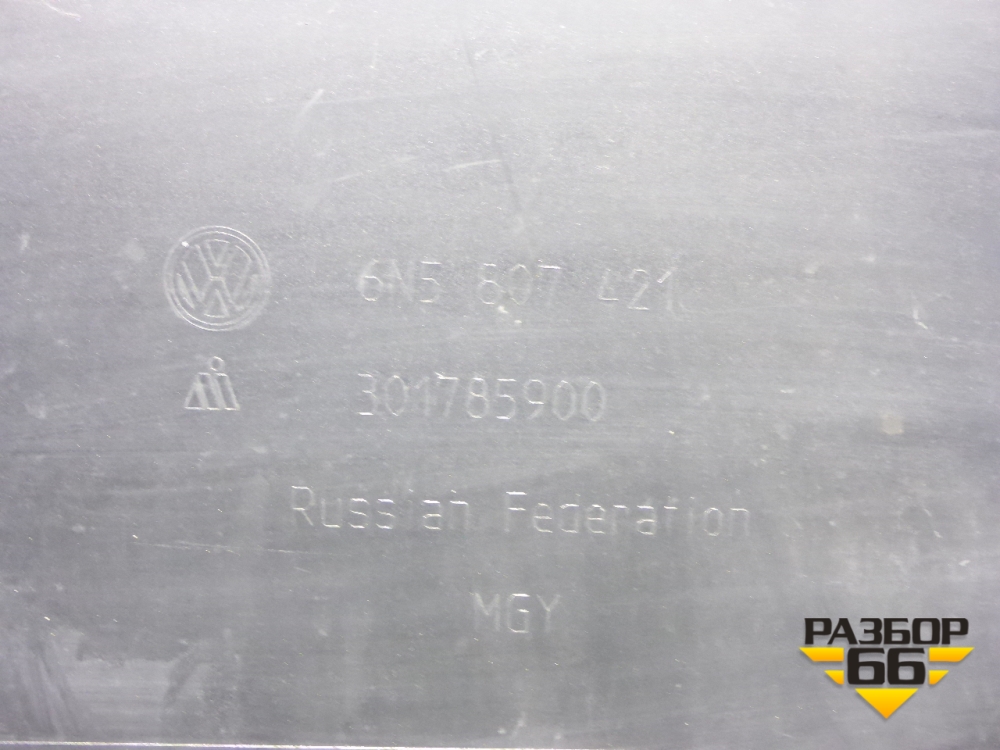 6N5 807 421
301785900
Russian Federation
MGY
РАЗБОР
66